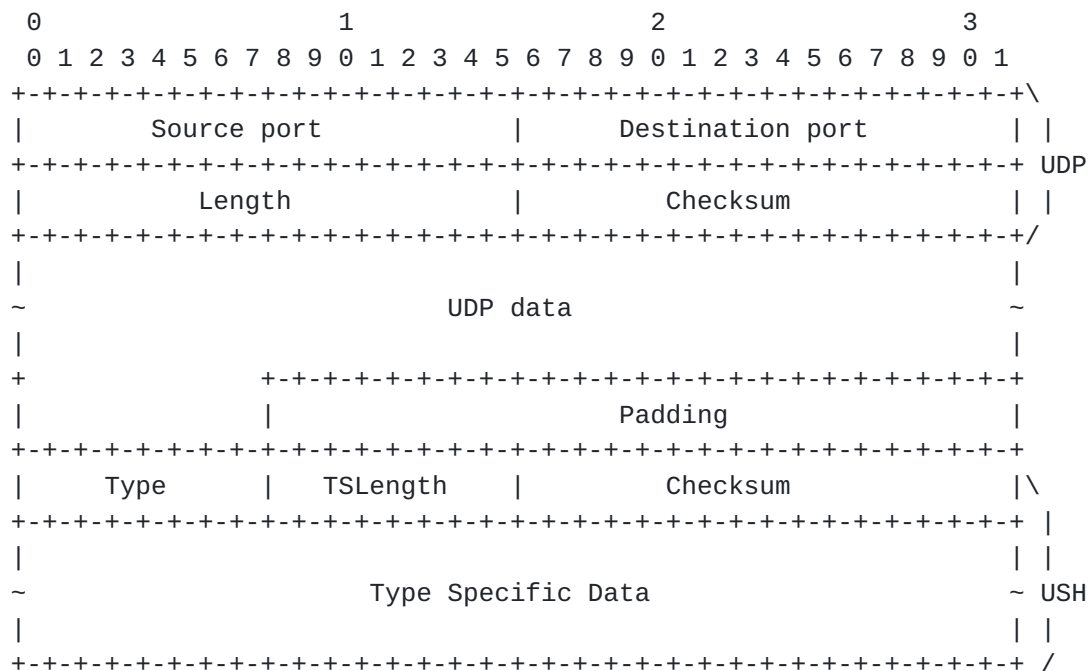 0                   1                   2                   3
 0 1 2 3 4 5 6 7 8 9 0 1 2 3 4 5 6 7 8 9 0 1 2 3 4 5 6 7 8 9 0 1
+-+-+-+-+-+-+-+-+-+-+-+-+-+-+-+-+-+-+-+-+-+-+-+-+-+-+-+-+-+-+-+-+\
|        Source port            |      Destination port         | |
+-+-+-+-+-+-+-+-+-+-+-+-+-+-+-+-+-+-+-+-+-+-+-+-+-+-+-+-+-+-+-+-+ UDP
|           Length              |         Checksum              | |
+-+-+-+-+-+-+-+-+-+-+-+-+-+-+-+-+-+-+-+-+-+-+-+-+-+-+-+-+-+-+-+-+/
|                                                               |
~                           UDP data                            ~
|                                                               |
+               +-+-+-+-+-+-+-+-+-+-+-+-+-+-+-+-+-+-+-+-+-+-+-+-+
|               |                      Padding                  |
+-+-+-+-+-+-+-+-+-+-+-+-+-+-+-+-+-+-+-+-+-+-+-+-+-+-+-+-+-+-+-+-+
|     Type      |   TSLength    |         Checksum              |\
+-+-+-+-+-+-+-+-+-+-+-+-+-+-+-+-+-+-+-+-+-+-+-+-+-+-+-+-+-+-+-+-+ |
|                                                               | |
~                      Type Specific Data                       ~ USH
|                                                               | |
+-+-+-+-+-+-+-+-+-+-+-+-+-+-+-+-+-+-+-+-+-+-+-+-+-+-+-+-+-+-+-+-+ /